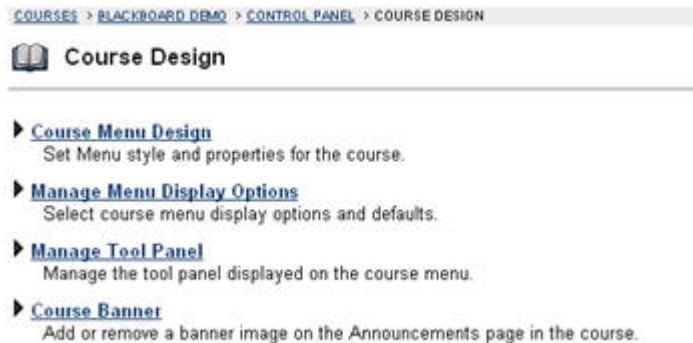 COURSES > BLACKBOARD DEMO > CONTROL PANEL > COURSE DESIGN
Course Design
Course Menu Design
Set Menu style and properties for the course.
Manage Menu Display Options
Select course menu display options and defaults.
Manage Tool Panel
Manage the tool panel displayed on the course menu.
Course Banner
Add or remove a banner image on the Announcements page in the course.